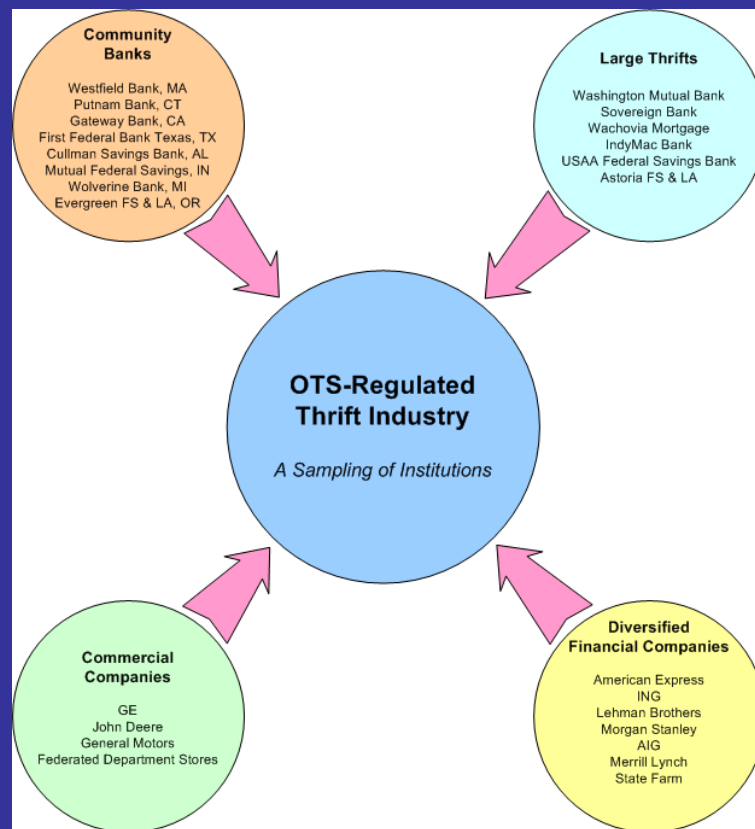 Community
Banks
Westfield Bank, MA
Putnam Bank, CT
Gateway Bank, CA
First Federal Bank Texas, TX
Cullman Savings Bank, AL
Mutual Federal Savings, IN
Wolverine Bank, MI
Evergreen FS & LA, OR
Large Thrifts
Washington Mutual Bank
Sovereign Bank
Wachovia Mortgage
IndyMac Bank
USAA Federal Savings Bank
Astoria FS & LA
OTS-Regulated
Thrift Industry
A Sampling of Institutions
Commercial
Companies
GE
John Deere
General Motors
Federated Department Stores
Diversified
Financial Companies
American Express
ING
Lehman Brothers
Morgan Stanley
AIG
Merrill Lynch
State Farm